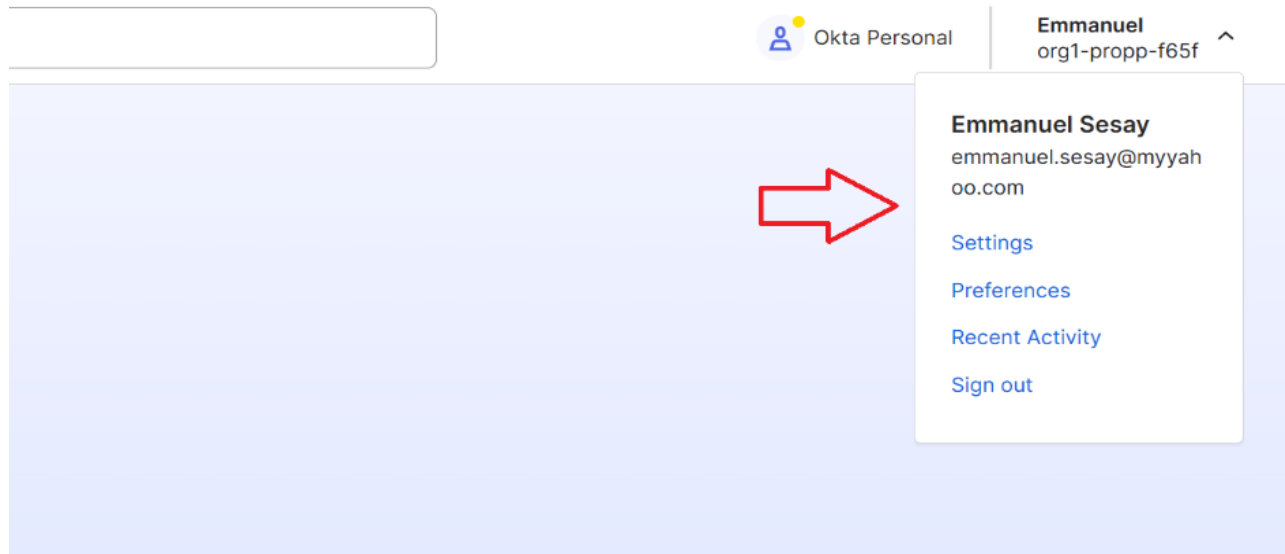 Okta Personal
Emmanuel
org1-propp-f65f
Emmanuel Sesay
emmanuel.sesay@myyah
oo.com
Settings
Preferences
Recent Activity
Sign out